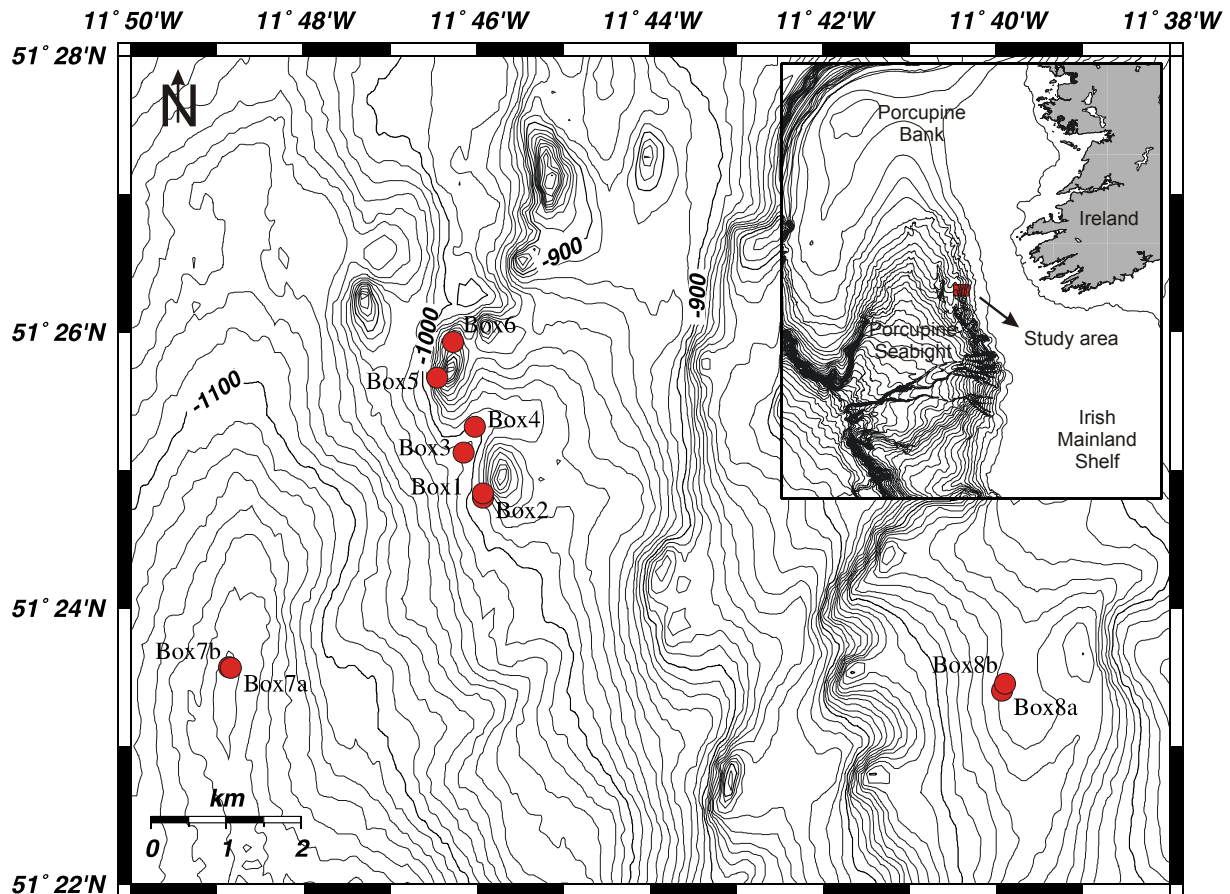 11° 50'W 11° 48'W 11° 46'W 11° 44'W 11° 42'W 11° 40'W 11° 38'W
51° 28'N
N
Porcupine
Bank
Ireland
-900
-900
51° 26'N
-1000
Box6
Porcupine
Seabight
Study area
Box5
-1100
Box4
Box3
Irish
Mainland
Shelf
Box1
Box2
51° 24'N
Box7b
Box7a
Box8b
Box8a
km
0 1 2
51° 22'N